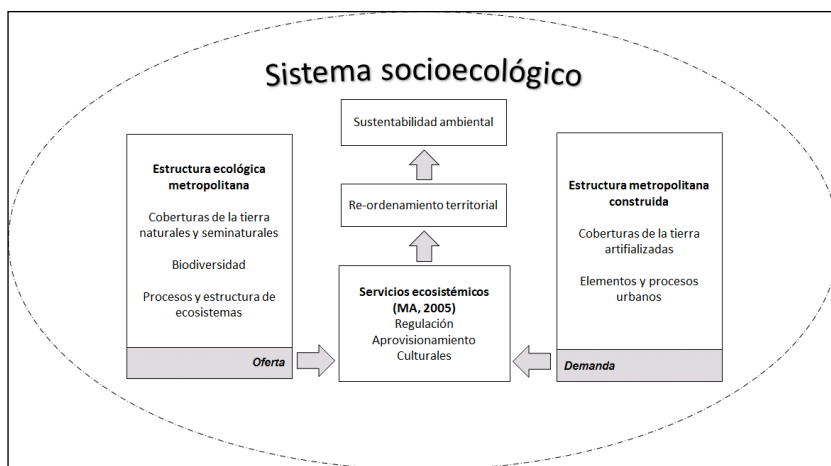 Sistema socioecológico
Sustentabilidad ambiental
Estructura ecológica
metropolitana
Coberturas de la tierra
naturales y seminaturales
Biodiversidad
Procesos y estructura de
ecosistemas
Oferta
Re-ordenamiento territorial
Servicios ecosistémicos
(MA, 2005)
Regulación
Aprovisionamiento
Culturales
Estructura metropolitana
construida
Coberturas de la tierra
artifializadas
Elementos y procesos
urbanos
Demanda